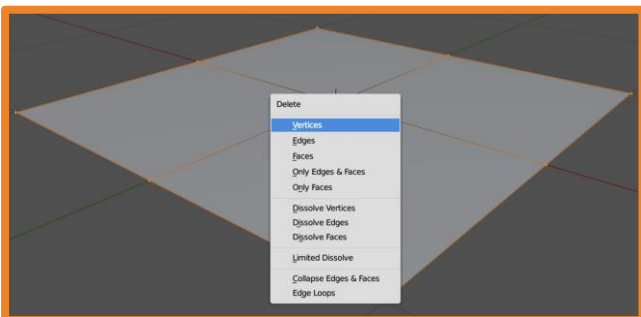 Delete
Vertices
Edges
Faces
Only Edges & Faces
Only Faces
Dissolve Vertices
Dissolve Edges
Dissolve Faces
Limited Dissolve
Collapse Edges & Faces
Edge Loops